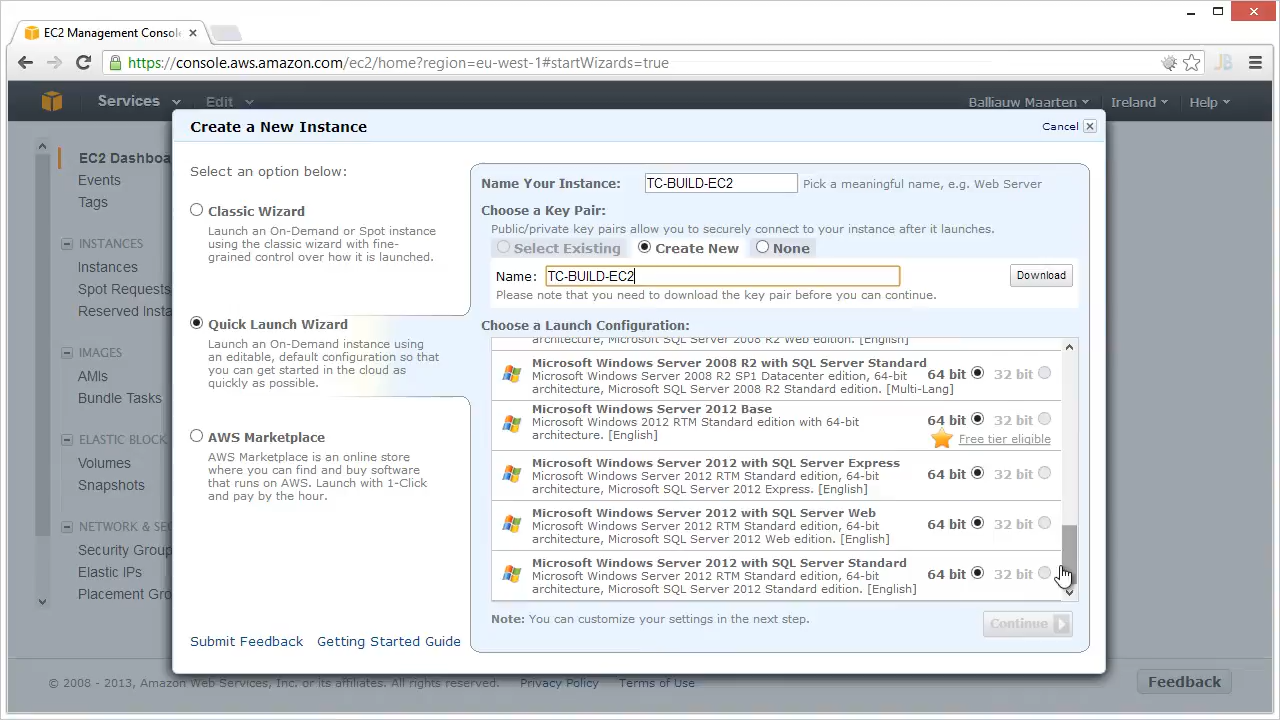 EC2 Management Consol
https://console.aws.amazon.com/ec2/home?region=eu-west-1#startWizards=true
JB
Services
Edit
Balliauw Maarten
Ireland
Help
EC2 Dashboa
Events
Tags
INSTANCES
Instances
Spot Requests
Reserved Insta
IMAGES
AMIs
Bundle Tasks
ELASTIC BLOCK
Volumes
Snapshots
NETWORK & SEC
Security Group
Elastic IPs
Placement Gro
Create a New Instance
Cancel
Select an option below:
Classic Wizard
Launch an On-Demand or Spot instance
using the classic wizard with fine-
grained control over how it is launched.
Quick Launch Wizard
Launch an On-Demand instance using
an editable, default configuration so that
you can get started in the cloud as
quickly as possible.
AWS Marketplace
AWS Marketplace is an online store
where you can find and buy software
that runs on AWS. Launch with 1-Click
and pay by the hour.
Submit Feedback
Getting Started Guide
Name Your Instance: TC-BUILD-EC2 Pick a meaningful name, e.g. Web Server
Choose a Key Pair:
Public/private key pairs allow you to securely connect to your instance after it launches.
Select Existing Create New None
Name: TC-BUILD-EC2 Download
Please note that you need to download the key pair before you can continue.
Choose a Launch Configuration:
architecture, Microsoft SQL Server 2008 R2 Web edition. [English]
Microsoft Windows Server 2008 R2 with SQL Server Standard
Microsoft Windows Server 2008 R2 SP1 Datacenter edition, 64-bit
architecture, Microsoft SQL Server 2008 R2 Standard edition. [Multi-Lang]
64 bit 32 bit
Microsoft Windows Server 2012 Base
Microsoft Windows 2012 RTM Standard edition with 64-bit
architecture. [English]
64 bit 32 bit
Free tier eligible
Microsoft Windows Server 2012 with SQL Server Express
Microsoft Windows Server 2012 RTM Standard edition, 64-bit
architecture, Microsoft SQL Server 2012 Express. [English]
64 bit 32 bit
Microsoft Windows Server 2012 with SQL Server Web
Microsoft Windows Server 2012 RTM Standard edition, 64-bit
architecture, Microsoft SQL Server 2012 Web edition. [English]
64 bit 32 bit
Microsoft Windows Server 2012 with SQL Server Standard
Microsoft Windows Server 2012 RTM Standard edition, 64-bit
architecture, Microsoft SQL Server 2012 Standard edition. [English]
64 bit 32 bit
Note: You can customize your settings in the next step.
Continue
© 2008 - 2013, Amazon Web Services, Inc. or its affiliates. All rights reserved.
Privacy Policy
Terms of Use
Feedback